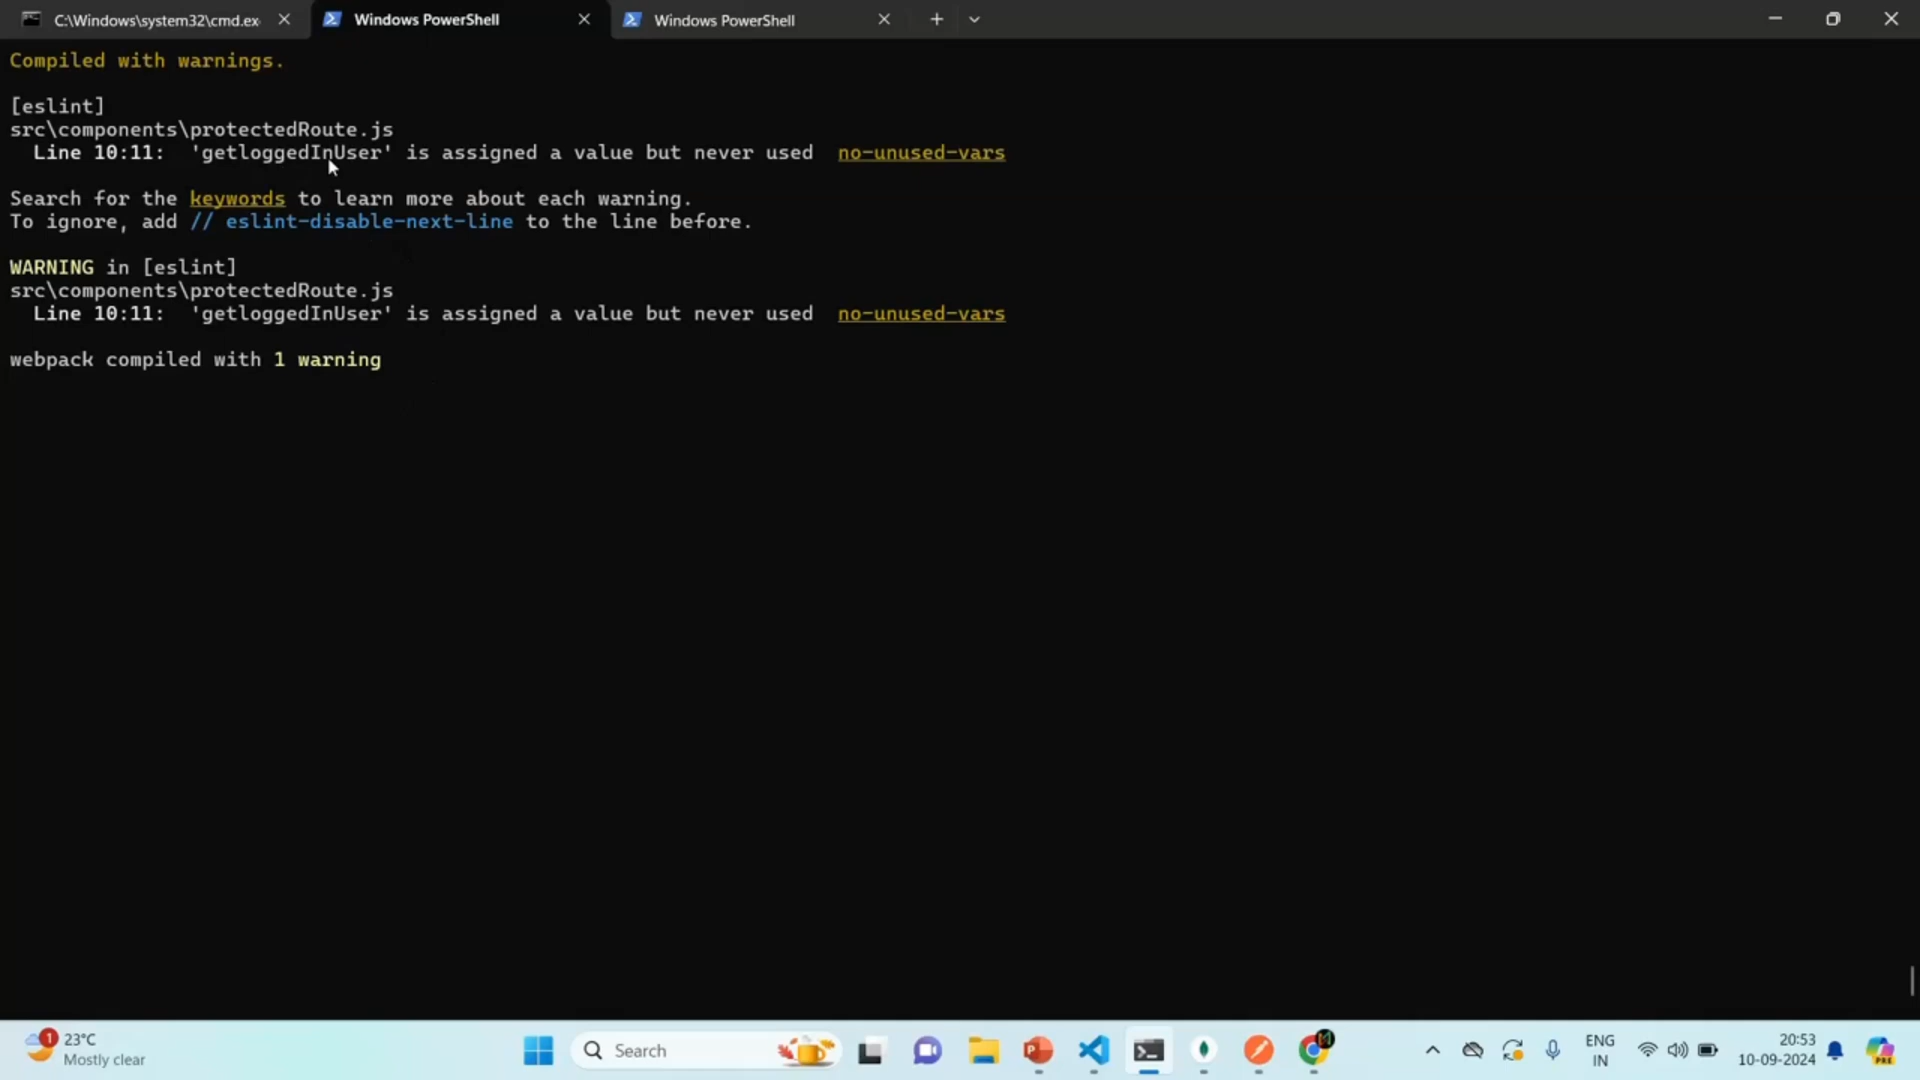 C:\Windows\system32\cmd.ex
Windows PowerShell
Windows PowerShell
Compiled with warnings.
[eslint]
src\components\protectedRoute.js
Line 10:11:  'getloggedInUser' is assigned a value but never used  no-unused-vars
Search for the keywords to learn more about each warning.
To ignore, add // eslint-disable-next-line to the line before.
WARNING in [eslint]
src\components\protectedRoute.js
Line 10:11:  'getloggedInUser' is assigned a value but never used  no-unused-vars
webpack compiled with 1 warning
1
23°C
Mostly clear
Search
ENG
IN
20:53
10-09-2024
PRE